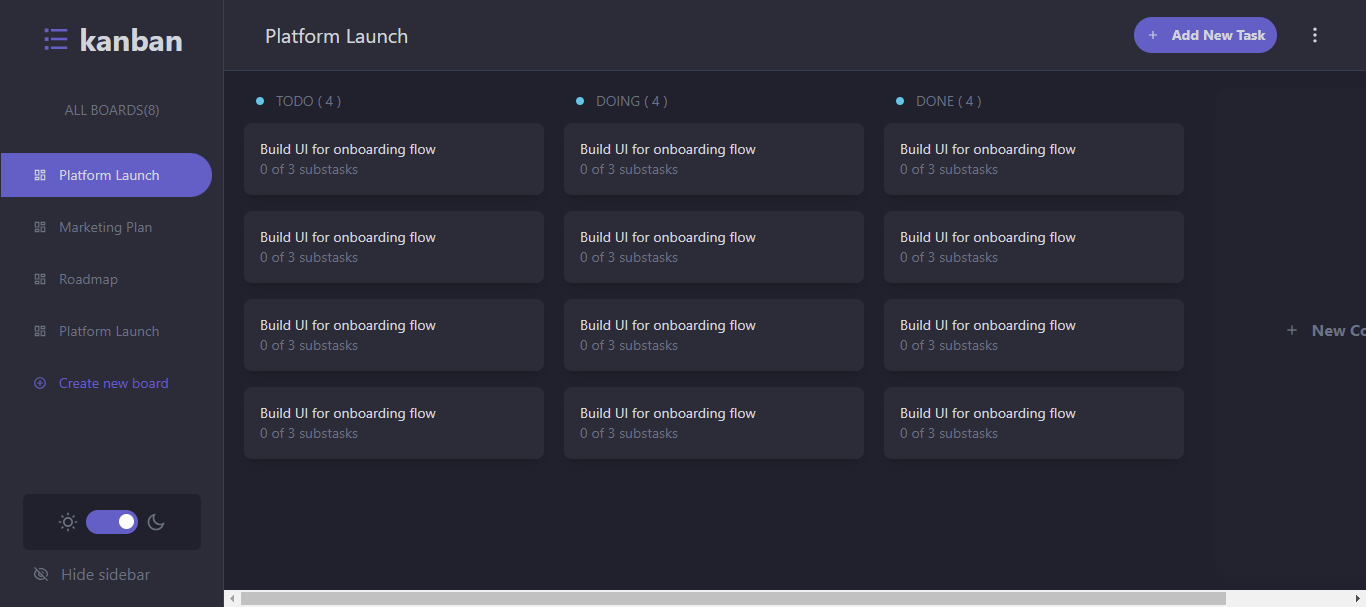 kanban
ALL BOARDS(8)
Platform Launch
Marketing Plan
Roadmap
Platform Launch
Create new board
Hide sidebar
Platform Launch
+ Add New Task
TODO ( 4 )
Build UI for onboarding flow
0 of 3 substasks
Build UI for onboarding flow
0 of 3 substasks
Build UI for onboarding flow
0 of 3 substasks
Build UI for onboarding flow
0 of 3 substasks
DOING ( 4 )
Build UI for onboarding flow
0 of 3 substasks
Build UI for onboarding flow
0 of 3 substasks
Build UI for onboarding flow
0 of 3 substasks
Build UI for onboarding flow
0 of 3 substasks
DONE ( 4 )
Build UI for onboarding flow
0 of 3 substasks
Build UI for onboarding flow
0 of 3 substasks
Build UI for onboarding flow
0 of 3 substasks
Build UI for onboarding flow
0 of 3 substasks
+ New